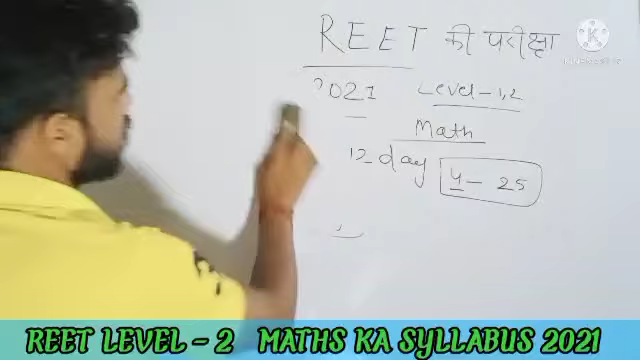 REET की परीक्षा
2021 Level-1,2
Math
12 day 4- 25
K
REET LEVEL - 2 MATHS KA SYLLABUS 2021